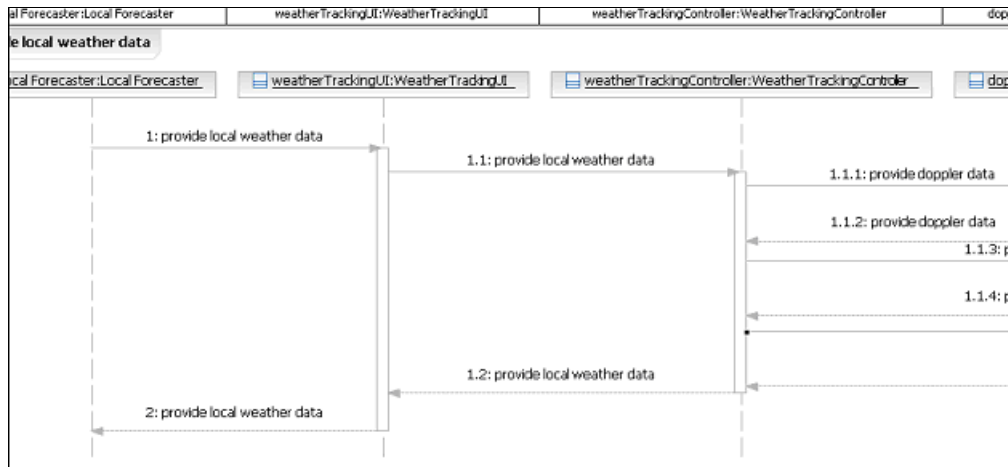 al Forecaster:Local Forecaster weatherTrackingUI:WeatherTrackingUI weatherTrackingController:WeatherTrackingController dop
le local weather data
ocal Forecaster:Local Forecaster weatherTrackingUI:WeatherTrackingUI weatherTrackingController:WeatherTrackingController dop
1: provide local weather data
1.1: provide local weather data
1.1.1: provide doppler data
1.1.2: provide doppler data
1.1.3: p
1.1.4: p
1.2: provide local weather data
2: provide local weather data